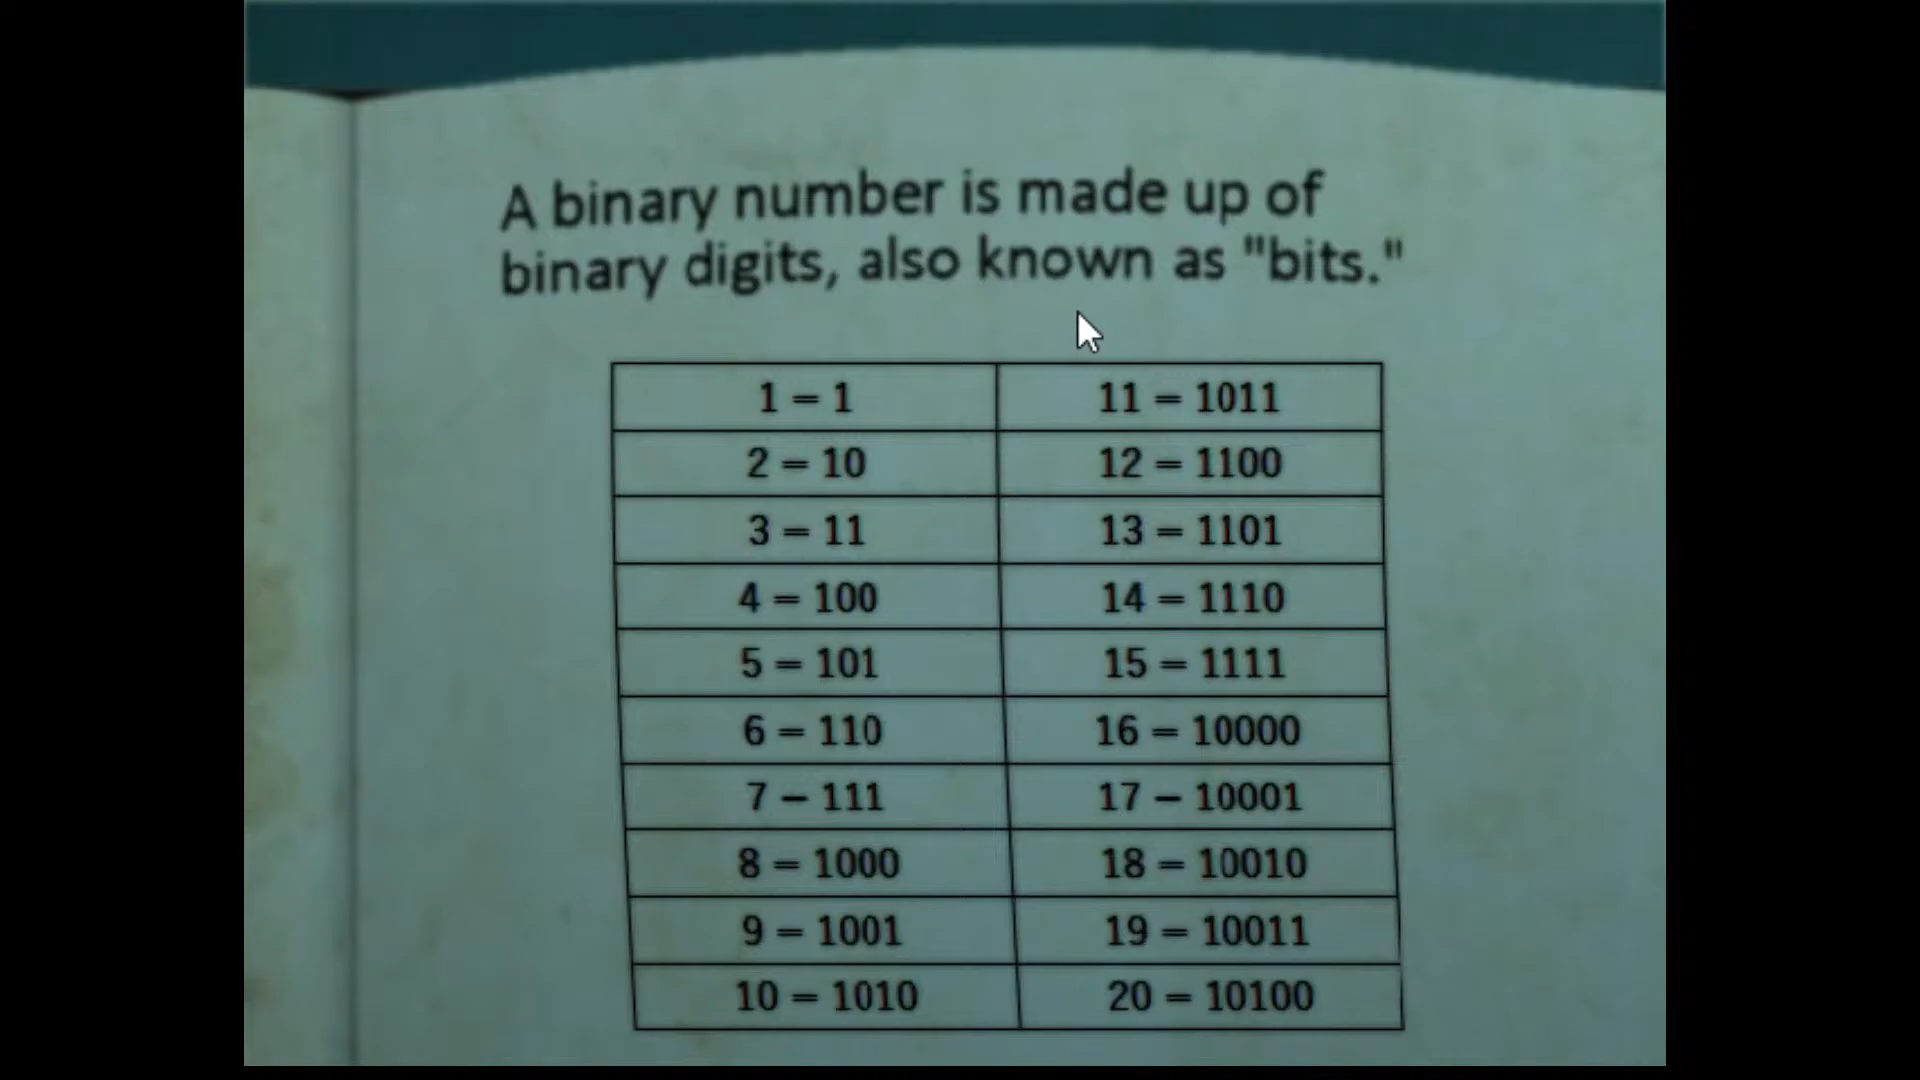 A binary number is made up of
binary digits, also known as "bits."
1 = 1 11 = 1011
2 = 10 12 = 1100
3 = 11 13 = 1101
4 = 100 14 = 1110
5 = 101 15 = 1111
6 = 110 16 = 10000
7 – 111 17 – 10001
8 = 1000 18 = 10010
9 = 1001 19 = 10011
10 = 1010 20 = 10100